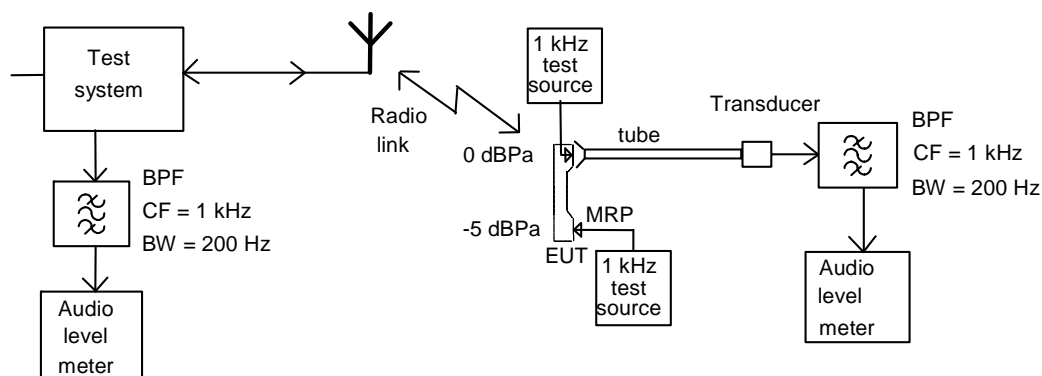 Test
system
Radio
link
BPF
CF = 1 kHz
BW = 200 Hz
Audio
level
meter
1 kHz
test
source
0 dBPa
tube
Transducer
BPF
CF = 1 kHz
BW = 200 Hz
-5 dBPa
MRP
EUT
1 kHz
test
source
Audio
level
meter